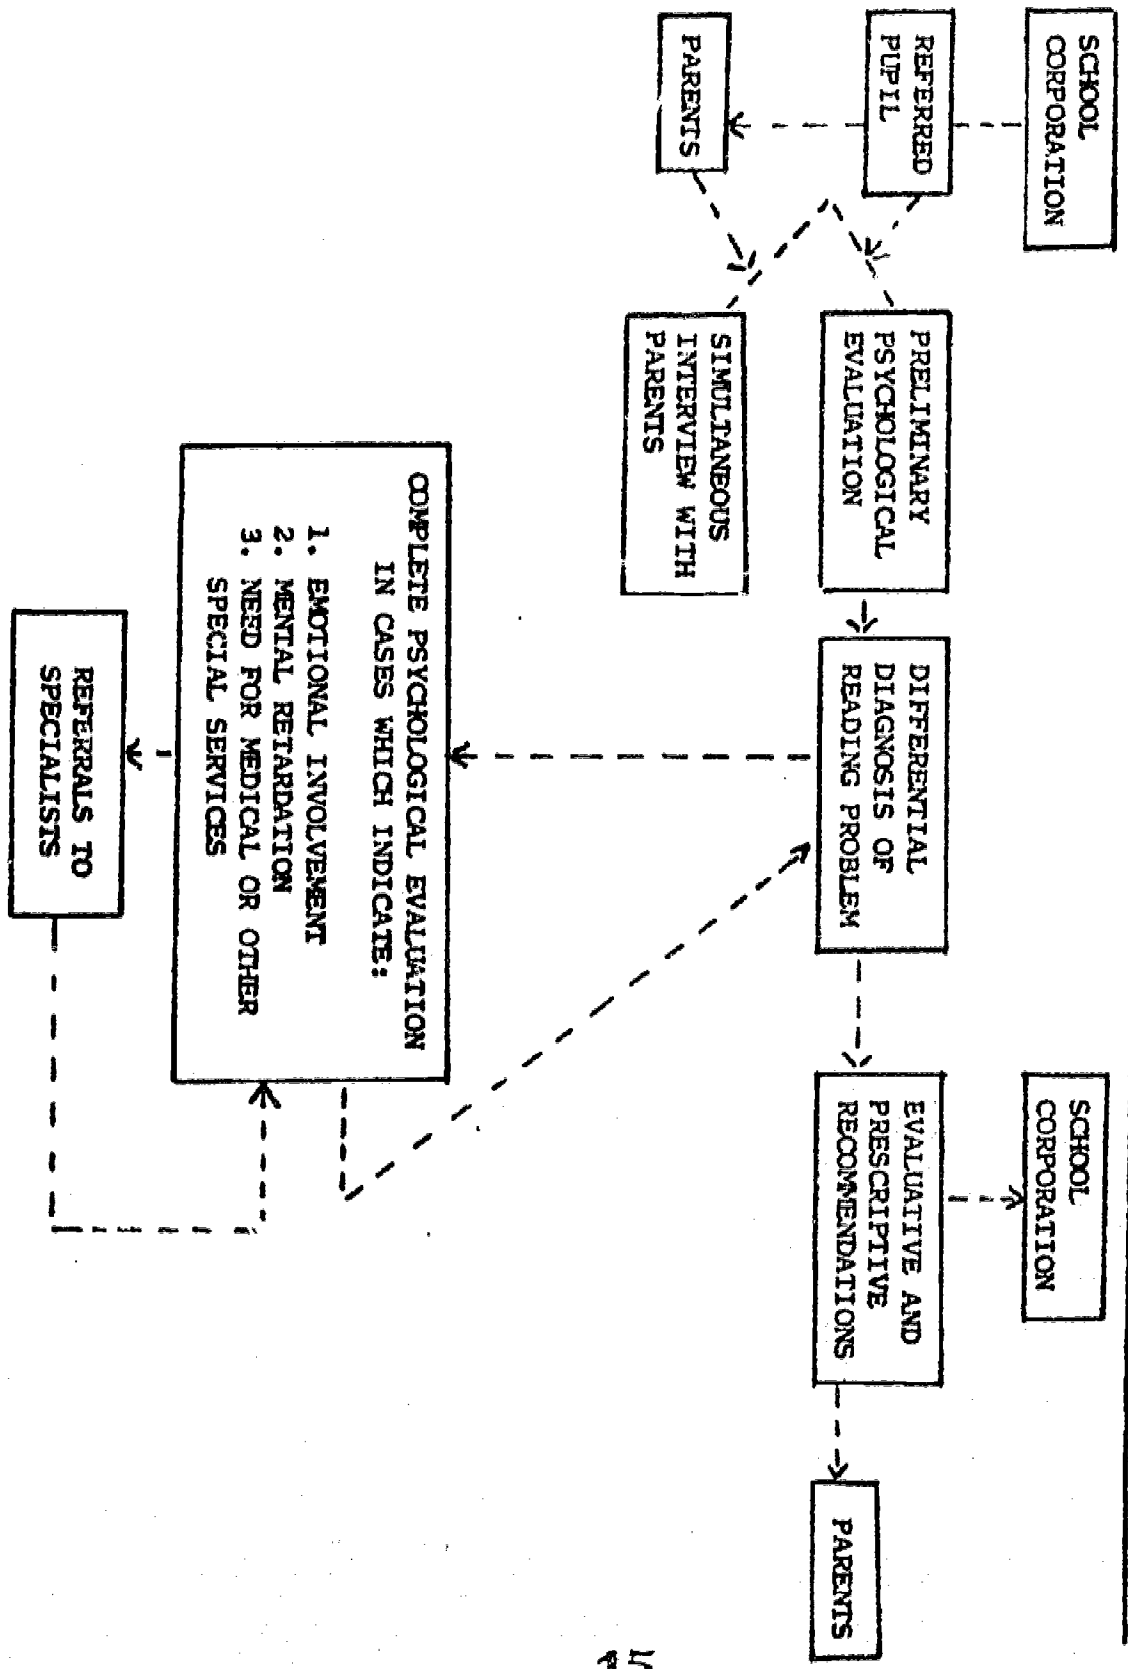 SCHOOL
CORPORATION
REFERRED
PUPIL
PARENTS
PRELIMINARY
PSYCHOLOGICAL
EVALUATION
SIMULTANEOUS
INTERVIEW WITH
PARENTS
DIFFERENTIAL
DIAGNOSIS OF
READING PROBLEM
COMPLETE PSYCHOLOGICAL EVALUATION
IN CASES WHICH INDICATE:
1. EMOTIONAL INVOLVEMENT
2. MENTAL RETARDATION
3. NEED FOR MEDICAL OR OTHER
SPECIAL SERVICES
REFERRALS TO
SPECIALISTS
SCHOOL
CORPORATION
EVALUATIVE AND
PRESCRIPTIVE
RECOMMENDATIONS
PARENTS